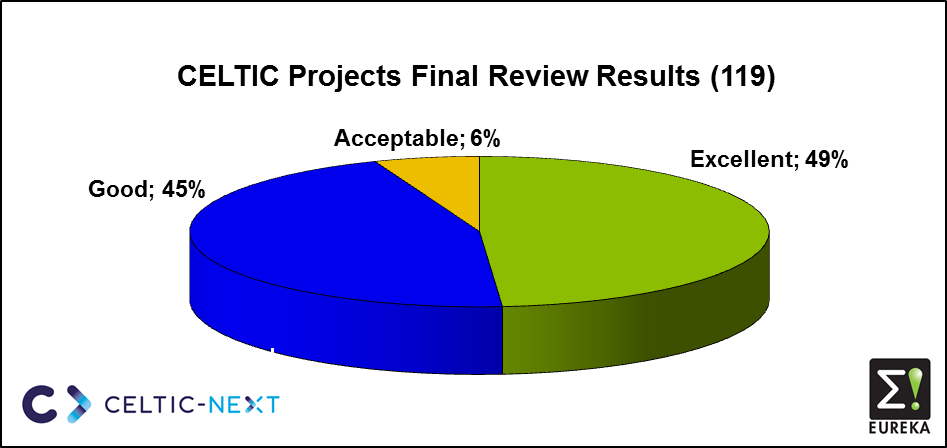 CELTIC Projects Final Review Results (119)
Acceptable; 6%
Excellent; 49%
Good; 45%
CELTIC-NEXT
Σ!
EUREKA